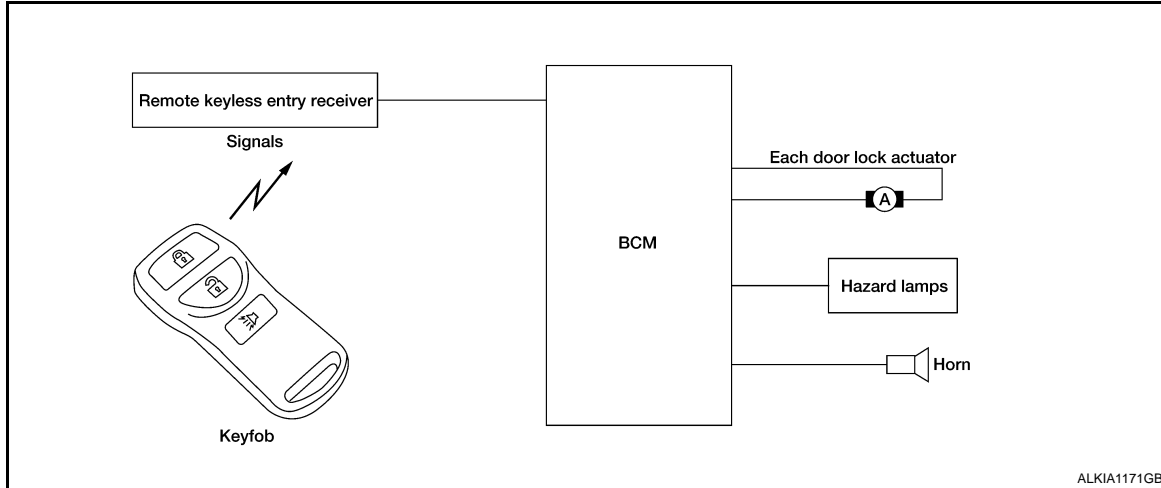 Remote keyless entry receiver
Signals
Keyfob
BCM
Each door lock actuator
A
Hazard lamps
Horn
ALKIA1171GB